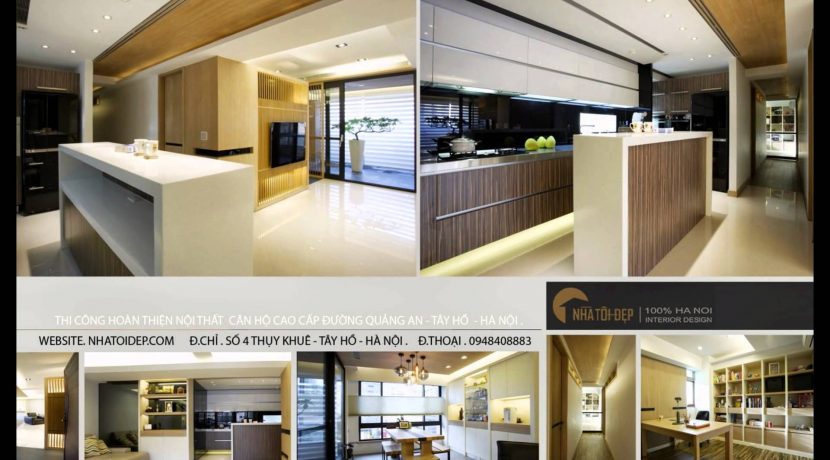 THI CÔNG HOÀN THIỆN NỘI THẤT CĂN HỘ CAO CẤP ĐƯỜNG QUẢNG AN - TÂY HỒ - HÀ NỘI .
WEBSITE. NHATOIDEP.COM Đ.CHỈ . SỐ 4 THỤY KHUÊ - TÂY HỒ - HÀ NỘI . Đ.THOẠI . 0948408883
NHÀ TÔI-ĐẸP
100% HA NOI
INTERIOR DESIGN